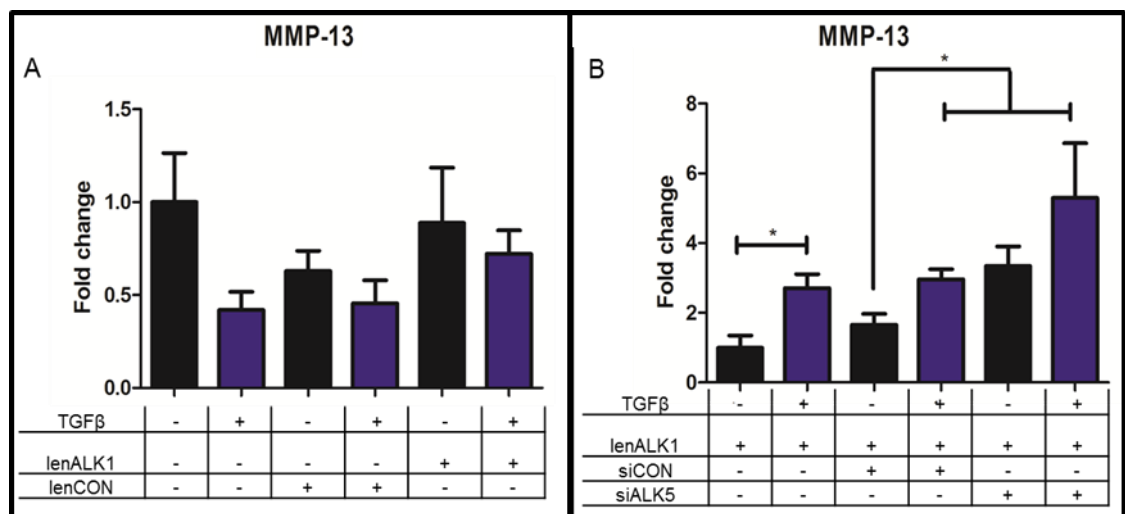 MMP-13
A
1.5
1.0
0.5
0.0
Fold change
TGFβ - + - + - +
lenALK1 - - - - + +
lenCON - - + + - -
MMP-13
B
*
*
8
6
4
2
0
Fold change
TGFβ - + - + - +
lenALK1 + + + + + +
siCON - - + + - -
siALK5 - - - - + +